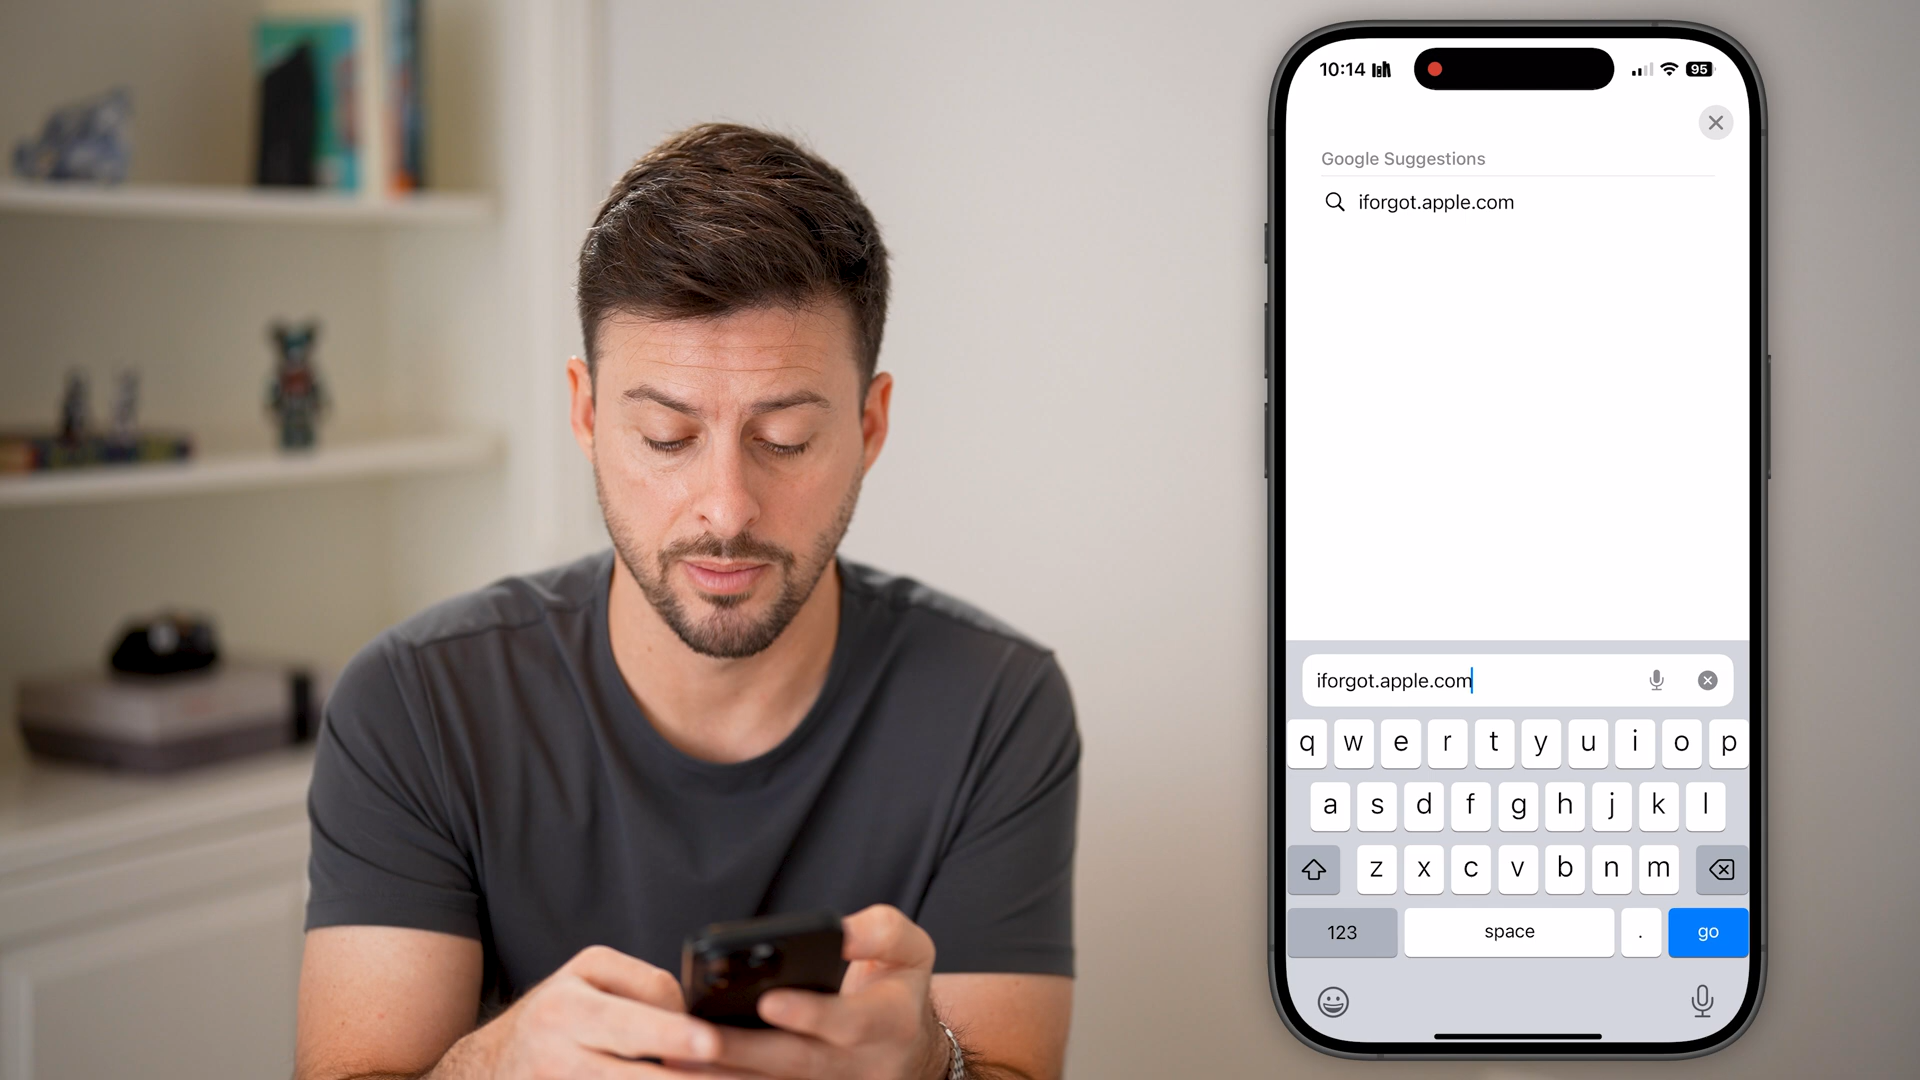 10:14
95
Google Suggestions
iforgot.apple.com
iforgot.apple.com
q w e r t y u i o p
a s d f g h j k l
z x c v b n m
123 space . go